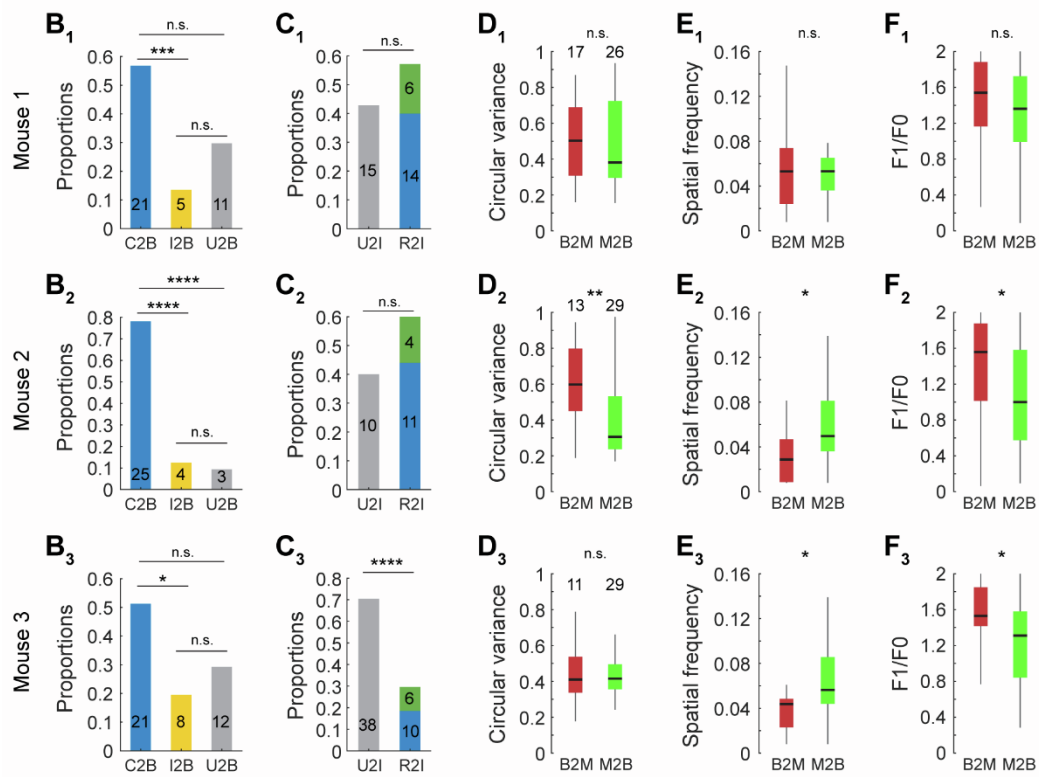 B1 C1 D1 E1 F1
Mouse 1
n.s.
***
n.s.
Proportions
0.6
0.5
0.4
0.3
0.2
0.1
0
21 5 11
C2B I2B U2B
n.s.
Proportions
0.6
0.5
0.4
0.3
0.2
0.1
0
6
15 14
U2I R2I
n.s.
17 26
Circular variance
1
0.8
0.6
0.4
0.2
0
B2M M2B
n.s.
Spatial frequency
0.16
0.12
0.08
0.04
0
B2M M2B
n.s.
F1/F0
2
1.6
1.2
0.8
0.4
0
B2M M2B
B2 C2 D2 E2 F2
Mouse 2
****
****
n.s.
Proportions
0.8
0.7
0.6
0.5
0.4
0.3
0.2
0.1
0
25 4 3
C2B I2B U2B
n.s.
Proportions
0.6
0.5
0.4
0.3
0.2
0.1
0
4
10 11
U2I R2I
**
13 29
Circular variance
1
0.8
0.6
0.4
0.2
0
B2M M2B
*
Spatial frequency
0.16
0.12
0.08
0.04
0
B2M M2B
*
F1/F0
2
1.6
1.2
0.8
0.4
0
B2M M2B
B3 C3 D3 E3 F3
Mouse 3
n.s.
*
n.s.
Proportions
0.6
0.5
0.4
0.3
0.2
0.1
0
21 8 12
C2B I2B U2B
****
Proportions
0.8
0.7
0.6
0.5
0.4
0.3
0.2
0.1
0
6
38 10
U2I R2I
n.s.
11 29
Circular variance
1
0.8
0.6
0.4
0.2
0
B2M M2B
*
Spatial frequency
0.16
0.12
0.08
0.04
0
B2M M2B
*
F1/F0
2
1.6
1.2
0.8
0.4
0
B2M M2B